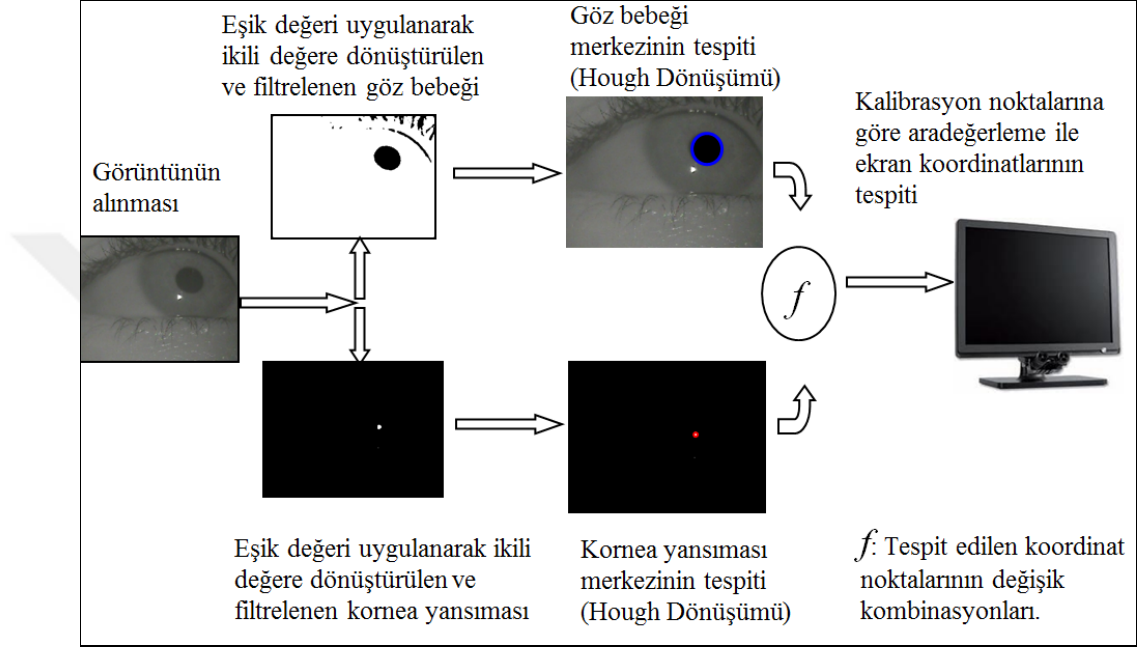 Görüntünün
alınması
Eşik değeri uygulanarak
ikili değere dönüştürülen
ve filtrelenen göz bebeği
Göz bebeği
merkezinin tespiti
(Hough Dönüşümü)
Kalibrasyon noktalarına
göre aradeğerleme ile
ekran koordinatlarının
tespiti
f
Eşik değeri uygulanarak ikili
değere dönüştürülen ve
filtrelenen kornea yansıması
Kornea yansıması
merkezinin tespiti
(Hough Dönüşümü)
f: Tespit edilen koordinat
noktalarının değişik
kombinasyonları.